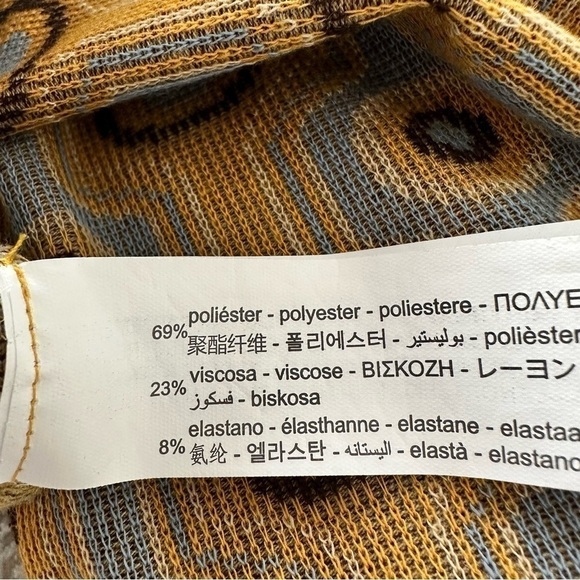 69% poliéster - polyester - poliestere - ΠΟΛΥΕ
聚酯纤维 - 폴리에스터 - بوليستير - polièster
23% viscosa - viscose - ΒΙΣΚΟΖΗ - レーヨン
فسكوز - biskosa
elastano - élasthanne - elastane - elastaa
8% 氨纶 - 엘라스탄 - اليستانه - elastà - elastano